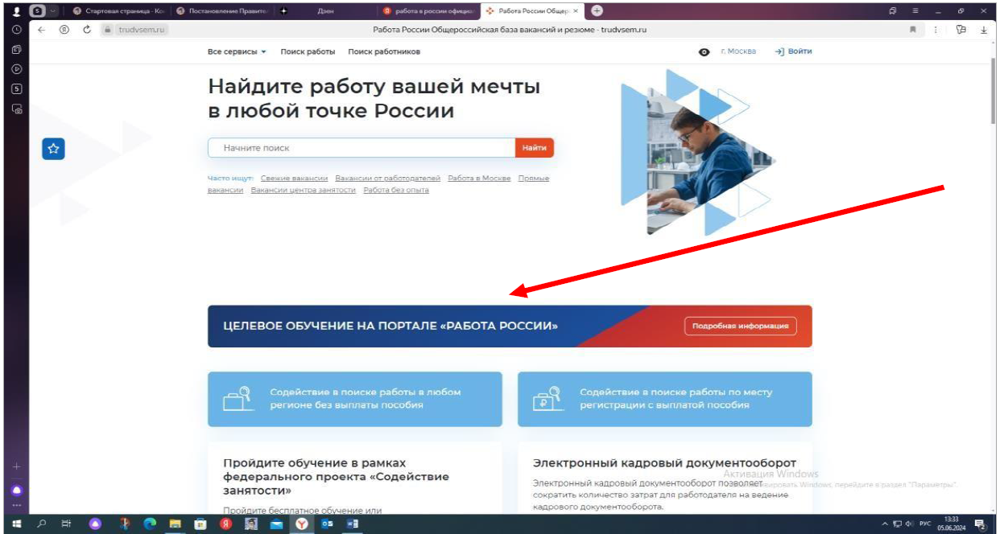 S
Стартовая страница - Ко
Постановление Правите
Дзен
работа в россии официа
Работа России Общер
trudvsem.ru
Работа России Общероссийская база вакансий и резюме - trudvsem.ru
Все сервисы
Поиск работы
Поиск работников
г. Москва
Войти
Найдите работу вашей мечты
в любой точке России
Начните поиск
Найти
Часто ищут: Свежие вакансии Вакансии от работодателей Работа в Москве Прямые
вакансии Вакансии центра занятости Работа без опыта
ЦЕЛЕВОЕ ОБУЧЕНИЕ НА ПОРТАЛЕ «РАБОТА РОССИИ»
Подробная информация
Содействие в поиске работы в любом
регионе без выплаты пособия
Содействие в поиске работы по месту
регистрации с выплатой пособия
Пройдите обучение в рамках
федерального проекта «Содействие
занятости»
Пройдите бесплатное обучение или
Электронный кадровый документооборот
Электронный кадровый документооборот позволяет
сократить количество затрат для работодателя на ведение
кадрового документооборота.
Активация Windows
Windows, перейдите в раздел "Параметры".
РУС
13:33
05.06.2024